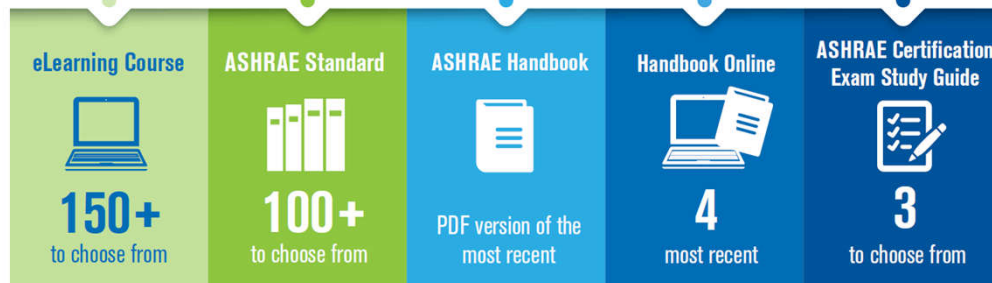 eLearning Course
150+
to choose from
ASHRAE Standard
100+
to choose from
ASHRAE Handbook
PDF version of the
most recent
Handbook Online
4
most recent
ASHRAE Certification
Exam Study Guide
3
to choose from